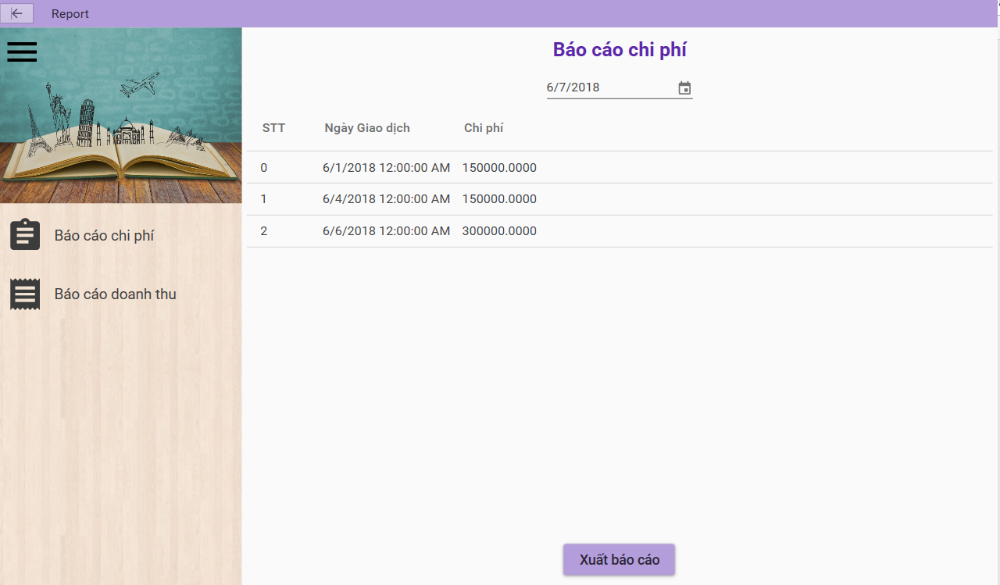 Report
Báo cáo chi phí
6/7/2018
STT Ngày Giao dịch Chi phí
0 6/1/2018 12:00:00 AM 150000.0000
1 6/4/2018 12:00:00 AM 150000.0000
2 6/6/2018 12:00:00 AM 300000.0000
Báo cáo chi phí
Báo cáo doanh thu
Xuất báo cáo